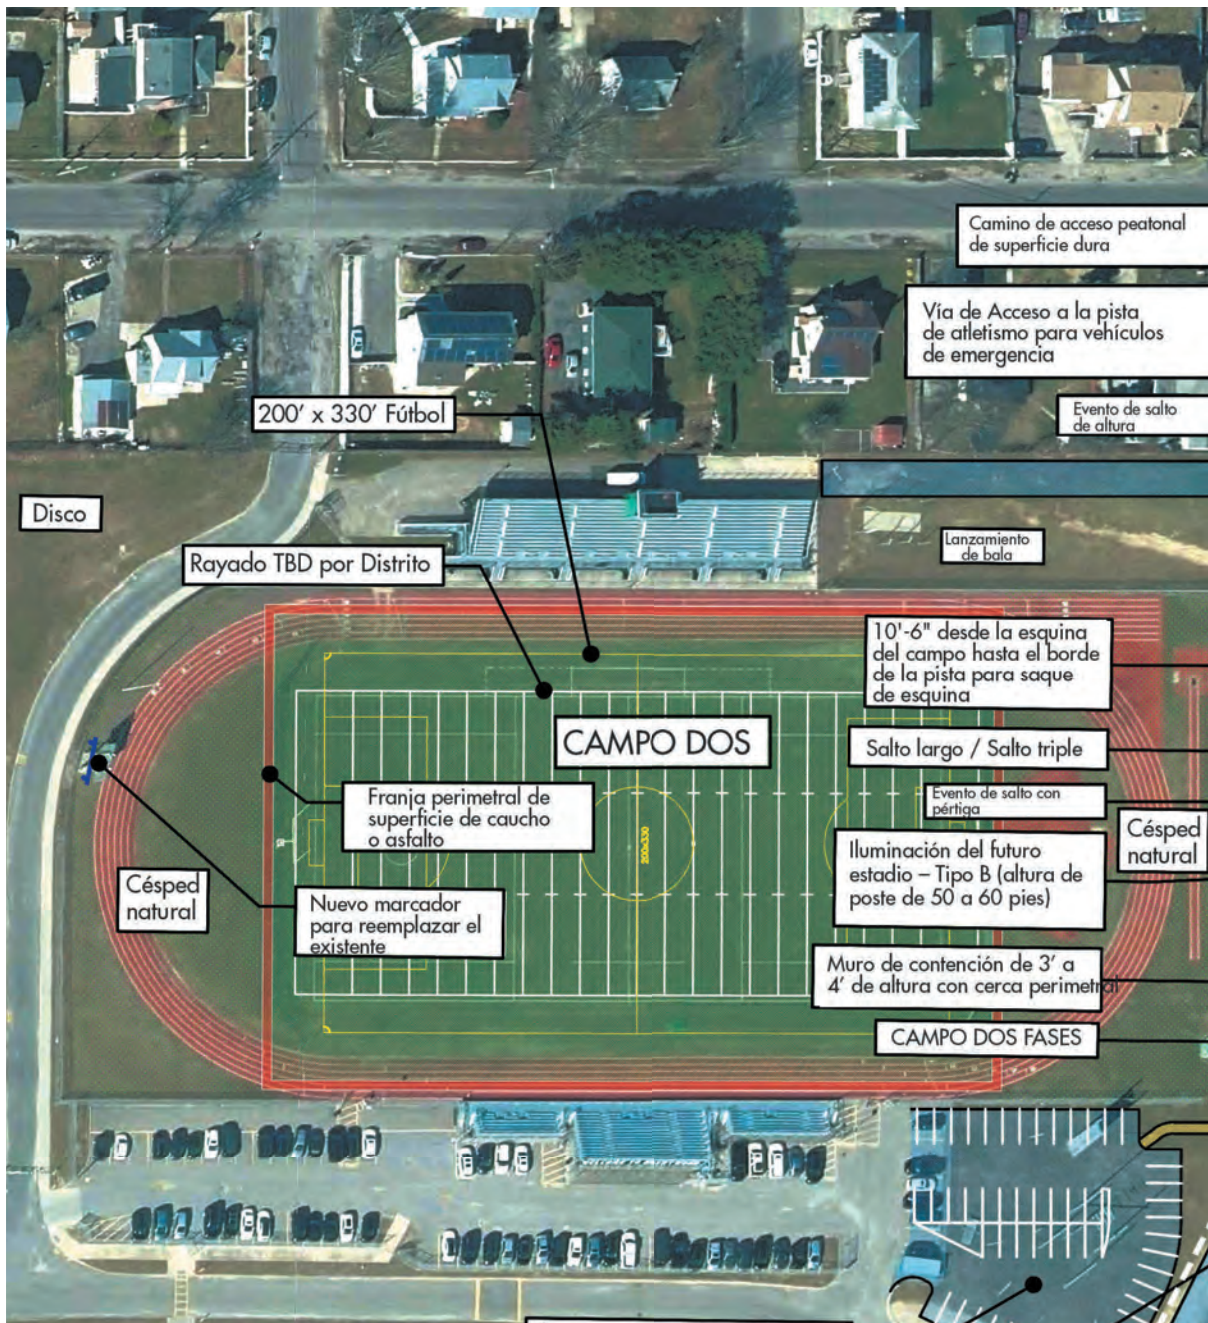 Camino de acceso peatonal
de superficie dura
Vía de Acceso a la pista
de atletismo para vehículos
de emergencia
Evento de salto
de altura
200' x 330' Fútbol
Disco
Lanzamiento
de bala
Rayado TBD por Distrito
10'-6" desde la esquina
del campo hasta el borde
de la pista para saque
de esquina
CAMPO DOS
Salto largo / Salto triple
Franja perimetral de
superficie de caucho
o asfalto
Evento de salto con
pértiga
Césped
natural
200x330
Iluminación del futuro
estadio – Tipo B (altura de
poste de 50 a 60 pies)
Césped
natural
Nuevo marcador
para reemplazar el
existente
Muro de contención de 3' a
4' de altura con cerca perimetral
CAMPO DOS FASES